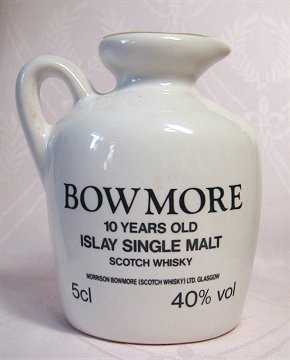 BOWMORE
10 YEARS OLD
ISLAY SINGLE MALT
SCOTCH WHISKY
MORRISON BOWMORE (SCOTCH WHISKY) LTD. GLASGOW
5cl 40% vol